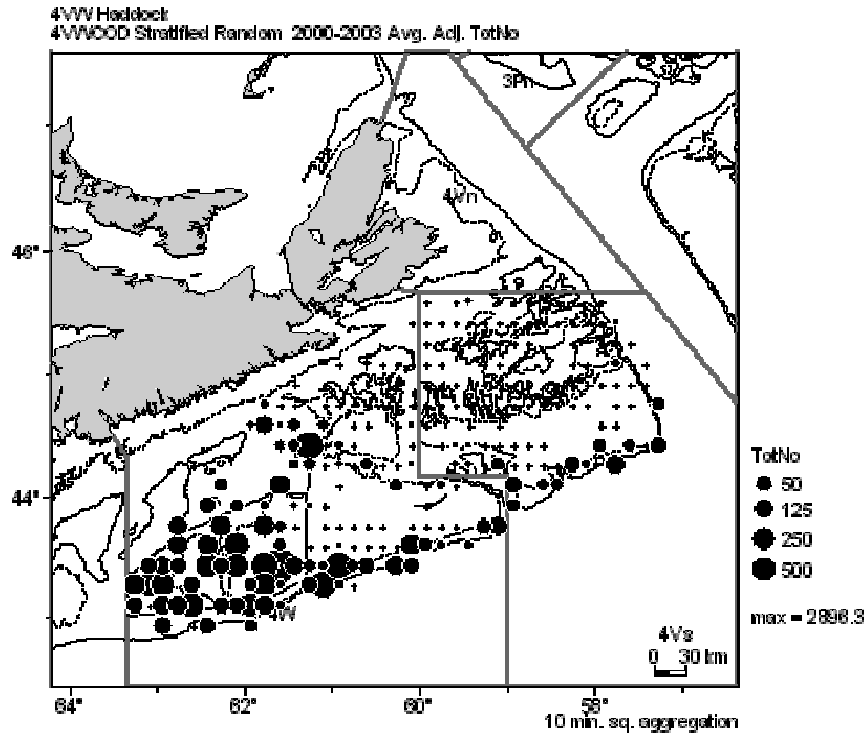 4VW Haddock
4VWCOD Stratified Random 2000-2003 Avg. Adj. TotNo
3Pn
4Vn
46°
44°
4W
4Vs
0 30 km
64° 62° 60° 58°
10 min. sq. aggregation
TotNo
50
125
250
500
max = 2896.3